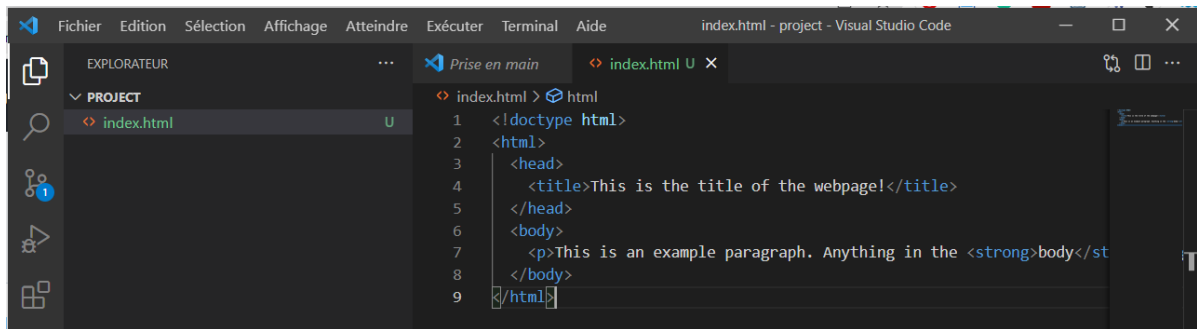 Fichier Edition Sélection Affichage Atteindre Exécuter Terminal Aide index.html - project - Visual Studio Code
EXPLORATEUR
PROJECT
index.html U
1
Prise en main
index.html U
index.html > html
1 <!doctype html>
2 <html>
3 <head>
4 <title>This is the title of the webpage!</title>
5 </head>
6 <body>
7 <p>This is an example paragraph. Anything in the <strong>body</st
8 </body>
9 </html>